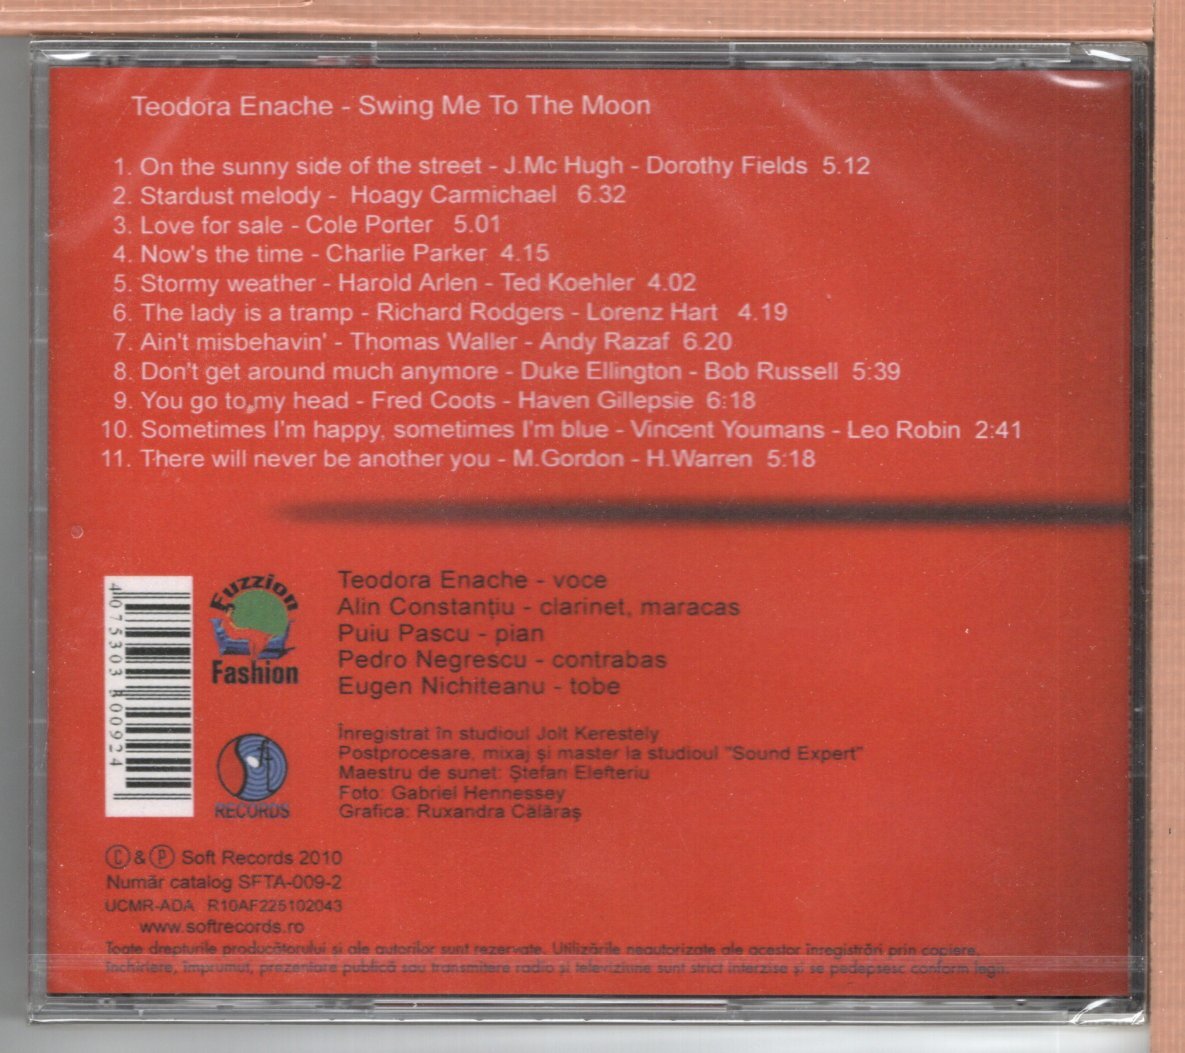 Teodora Enache - Swing Me To The Moon
1. On the sunny side of the street - J.Mc Hugh - Dorothy Fields 5.12
2. Stardust melody - Hoagy Carmichael 6.32
3. Love for sale - Cole Porter 5.01
4. Now's the time - Charlie Parker 4.15
5. Stormy weather - Harold Arlen - Ted Koehler 4.02
6. The lady is a tramp - Richard Rodgers - Lorenz Hart 4.19
7. Ain't misbehavin' - Thomas Waller - Andy Razaf 6.20
8. Don't get around much anymore - Duke Ellington - Bob Russell 5:39
9. You go to my head - Fred Coots - Haven Gillepsie 6:18
10. Sometimes I'm happy, sometimes I'm blue - Vincent Youmans - Leo Robin 2:41
11. There will never be another you - M.Gordon - H.Warren 5:18
4 075303 800924
Fuzzion
Fashion
Teodora Enache - voce
Alin Constanțiu - clarinet, maracas
Puiu Pascu - pian
Pedro Negrescu - contrabas
Eugen Nichiteanu - tobe
Soft
RECORDS
Înregistrat în studioul Jolt Kerestely
Postprocesare, mixaj și master la studioul "Sound Expert"
Maestru de sunet: Ștefan Elefteriu
Foto: Gabriel Hennessey
Grafica: Ruxandra Călăraș
Ⓒ & Ⓟ Soft Records 2010
Număr catalog SFTA-009-2
UCMR-ADA R10AF225102043
www.softrecords.ro
Toate drepturile producătorului și ale autorilor sunt rezervate. Utilizările neautorizate ale acestor înregistrări prin copiere,
închiriere, împrumut, prezentare publică sau transmitere radio și televiziune sunt strict interzise și se pedepsesc conform legii.